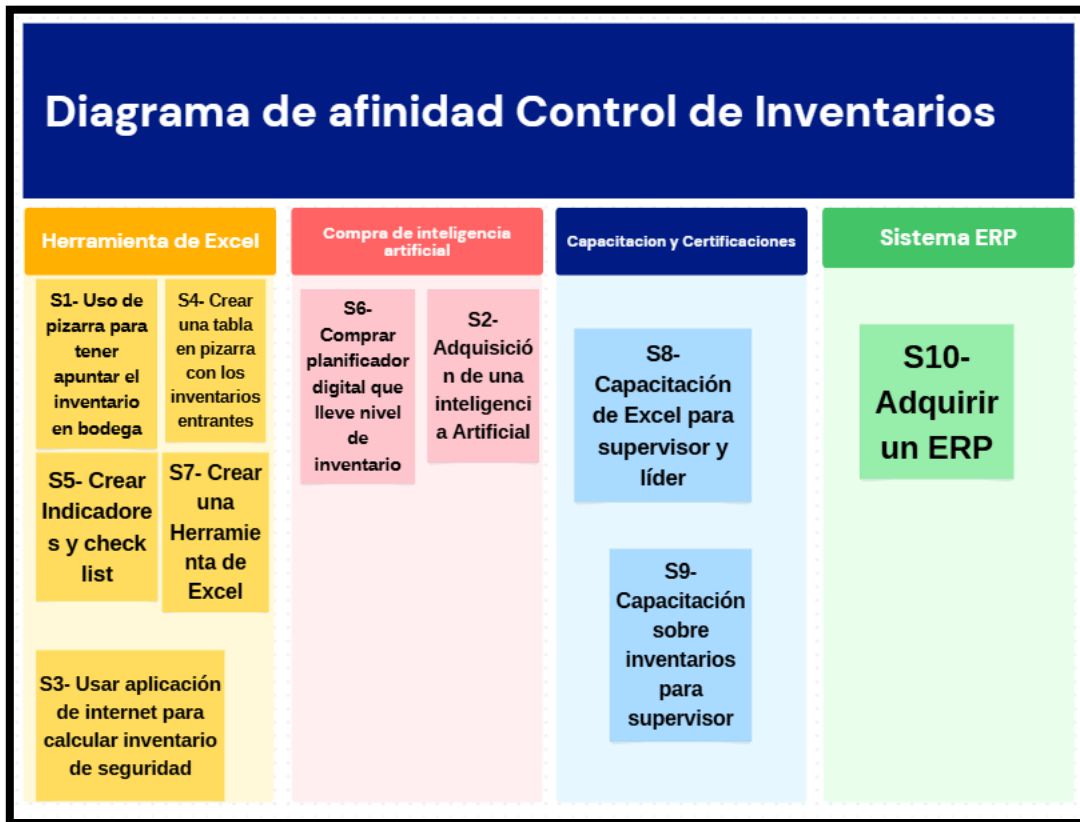 Diagrama de afinidad Control de Inventarios
Herramienta de Excel
S1- Uso de
pizarra para
tener
apuntar el
inventario
en bodega
S4- Crear
una tabla
en pizarra
con los
inventarios
entrantes
S5- Crear
Indicadore
s y check
list
S7- Crear
una
Herramie
nta de
Excel
S3- Usar aplicación
de internet para
calcular inventario
de seguridad
Compra de inteligencia
artificial
S6-
Comprar
planificador
digital que
lleve nivel
de
inventario
S2-
Adquisició
n de una
inteligenci
a Artificial
Capacitacion y Certificaciones
S8-
Capacitación
de Excel para
supervisor y
líder
S9-
Capacitación
sobre
inventarios
para
supervisor
Sistema ERP
S10-
Adquirir
un ERP